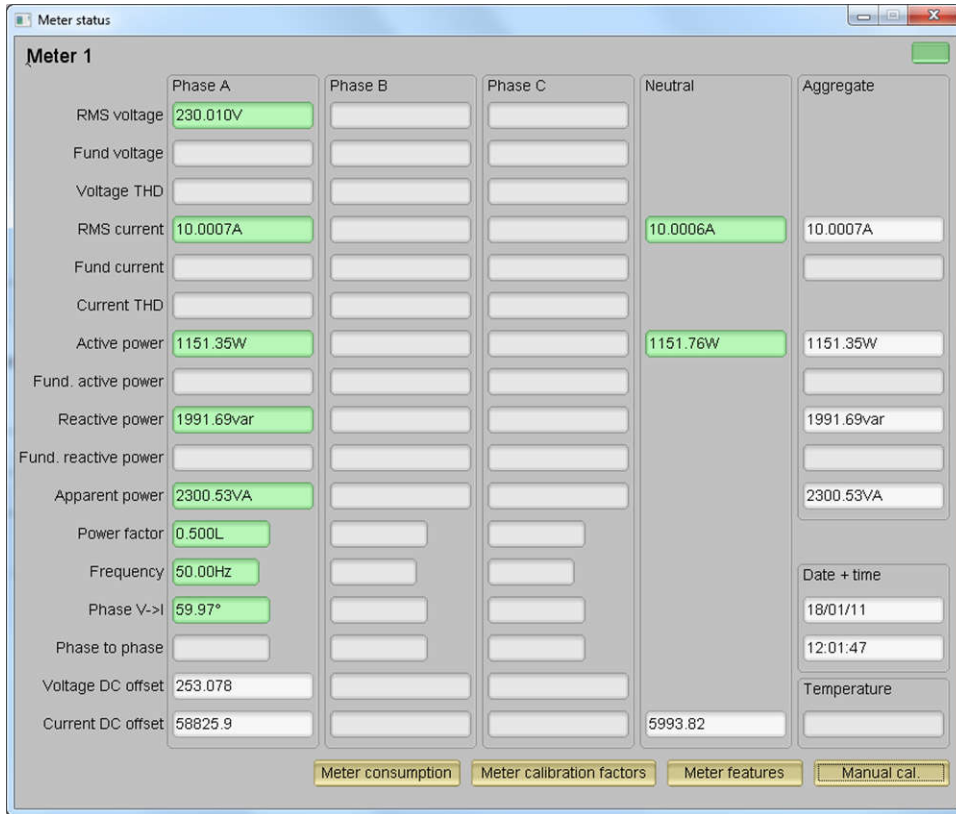 Meter status
Meter 1
Phase A Phase B Phase C Neutral Aggregate
RMS voltage 230.010V
Fund voltage
Voltage THD
RMS current 10.0007A 10.0006A 10.0007A
Fund current
Current THD
Active power 1151.35W 1151.76W 1151.35W
Fund. active power
Reactive power 1991.69var 1991.69var
Fund. reactive power
Apparent power 2300.53VA 2300.53VA
Power factor 0.500L
Frequency 50.00Hz Date + time
Phase V->I 59.97° 18/01/11
Phase to phase 12:01:47
Voltage DC offset 253.078 Temperature
Current DC offset 58825.9 5993.82
Meter consumption Meter calibration factors Meter features Manual cal.